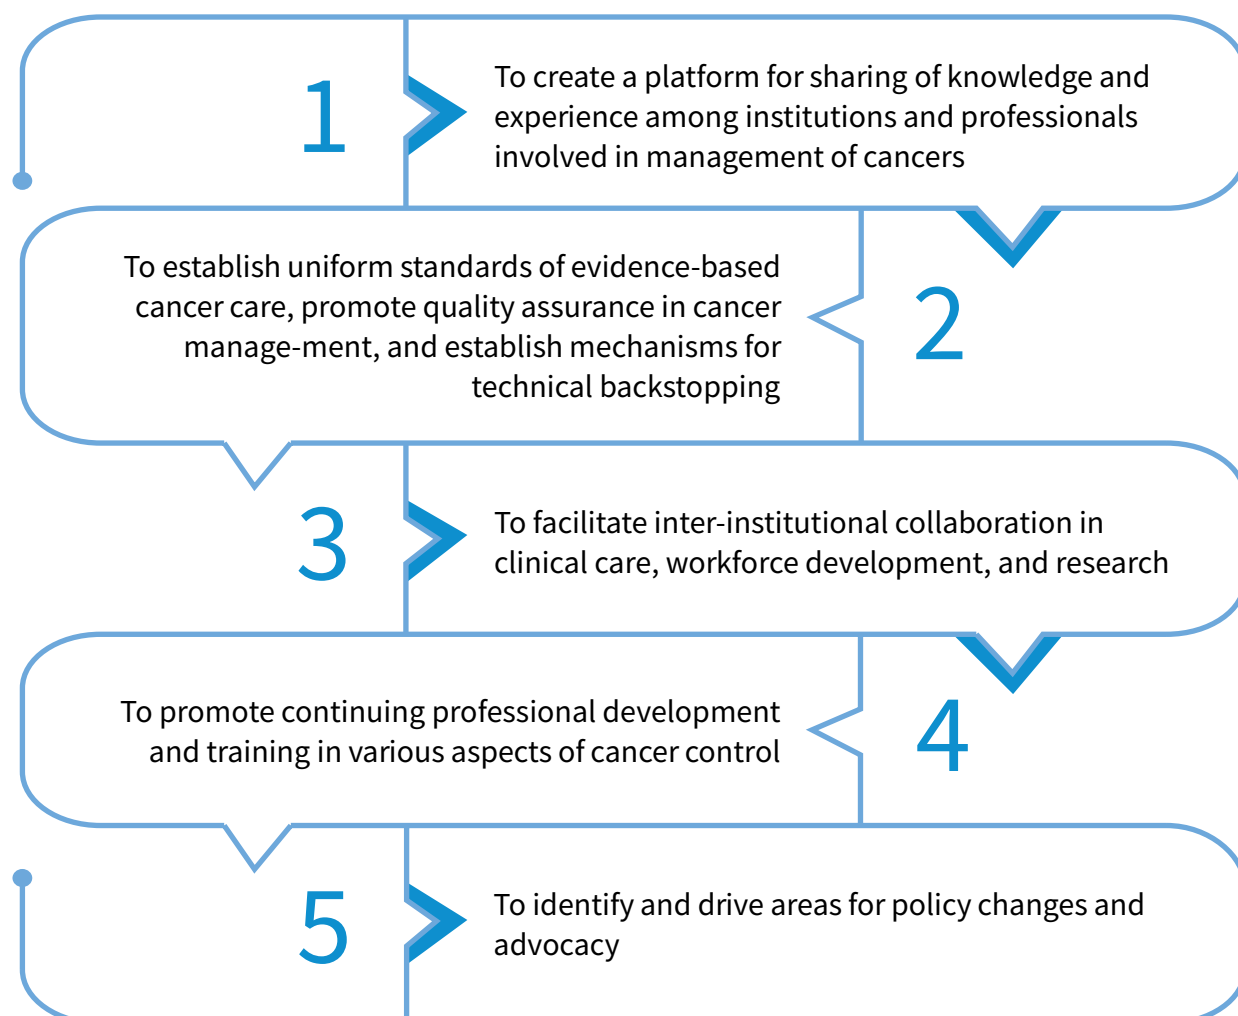 1
To create a platform for sharing of knowledge and
experience among institutions and professionals
involved in management of cancers
To establish uniform standards of evidence-based
cancer care, promote quality assurance in cancer
manage-ment, and establish mechanisms for
technical backstopping
2
3
To facilitate inter-institutional collaboration in
clinical care, workforce development, and research
To promote continuing professional development
and training in various aspects of cancer control
4
5
To identify and drive areas for policy changes and
advocacy